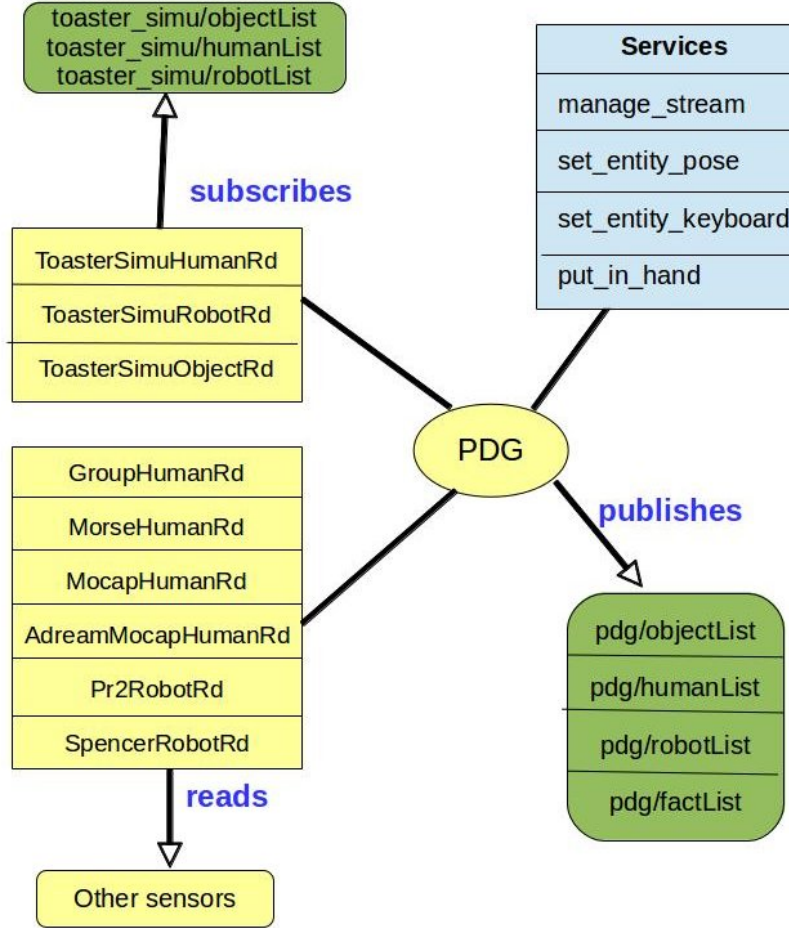 toaster_simu/objectList
toaster_simu/humanList
toaster_simu/robotList
subscribes
ToasterSimuHumanRd
ToasterSimuRobotRd
ToasterSimuObjectRd
Services
manage_stream
set_entity_pose
set_entity_keyboard
put_in_hand
PDG
GroupHumanRd
MorseHumanRd
MocapHumanRd
AdreamMocapHumanRd
Pr2RobotRd
SpencerRobotRd
reads
Other sensors
publishes
pdg/objectList
pdg/humanList
pdg/robotList
pdg/factList